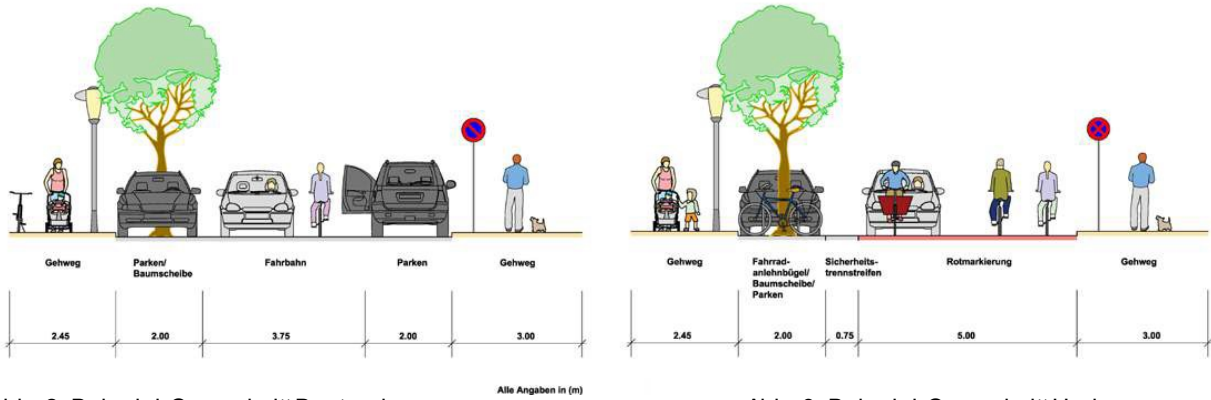 Gehweg
Parken/
Baumscheibe
Fahrbahn
Parken
Gehweg
2.45
2.00
3.75
2.00
3.00
Alle Angaben in (m)
Gehweg
Fahrrad-
anlehnbügel/
Baumscheibe/
Parken
Sicherheits-
trennstreifen
Rotmarkierung
Gehweg
2.45
2.00
0.75
5.00
3.00